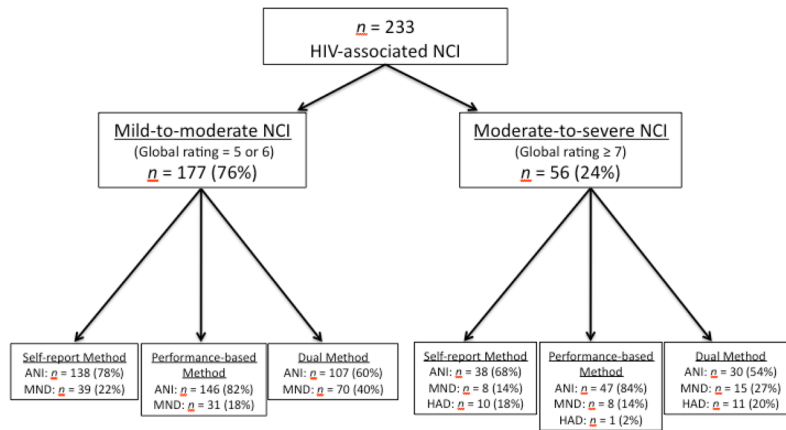 n = 233
HIV-associated NCI
Mild-to-moderate NCI
(Global rating = 5 or 6)
n = 177 (76%)
Moderate-to-severe NCI
(Global rating ≥ 7)
n = 56 (24%)
Self-report Method
ANI: n = 138 (78%)
MND: n = 39 (22%)
Performance-based
Method
ANI: n = 146 (82%)
MND: n = 31 (18%)
Dual Method
ANI: n = 107 (60%)
MND: n = 70 (40%)
Self-report Method
ANI: n = 38 (68%)
MND: n = 8 (14%)
HAD: n = 10 (18%)
Performance-based
Method
ANI: n = 47 (84%)
MND: n = 8 (14%)
HAD: n = 1 (2%)
Dual Method
ANI: n = 30 (54%)
MND: n = 15 (27%)
HAD: n = 11 (20%)